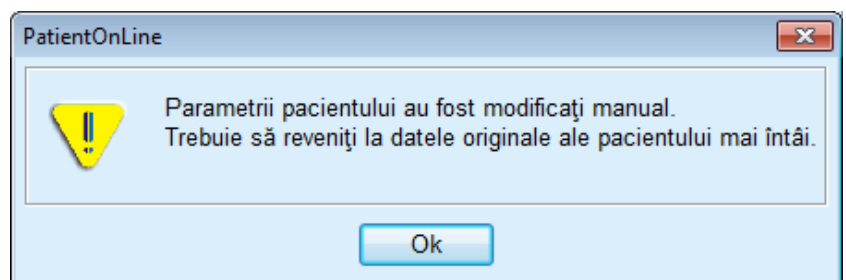 PatientOnLine
Parametrii pacientului au fost modificaţi manual.
Trebuie să reveniţi la datele originale ale pacientului mai întâi.
Ok